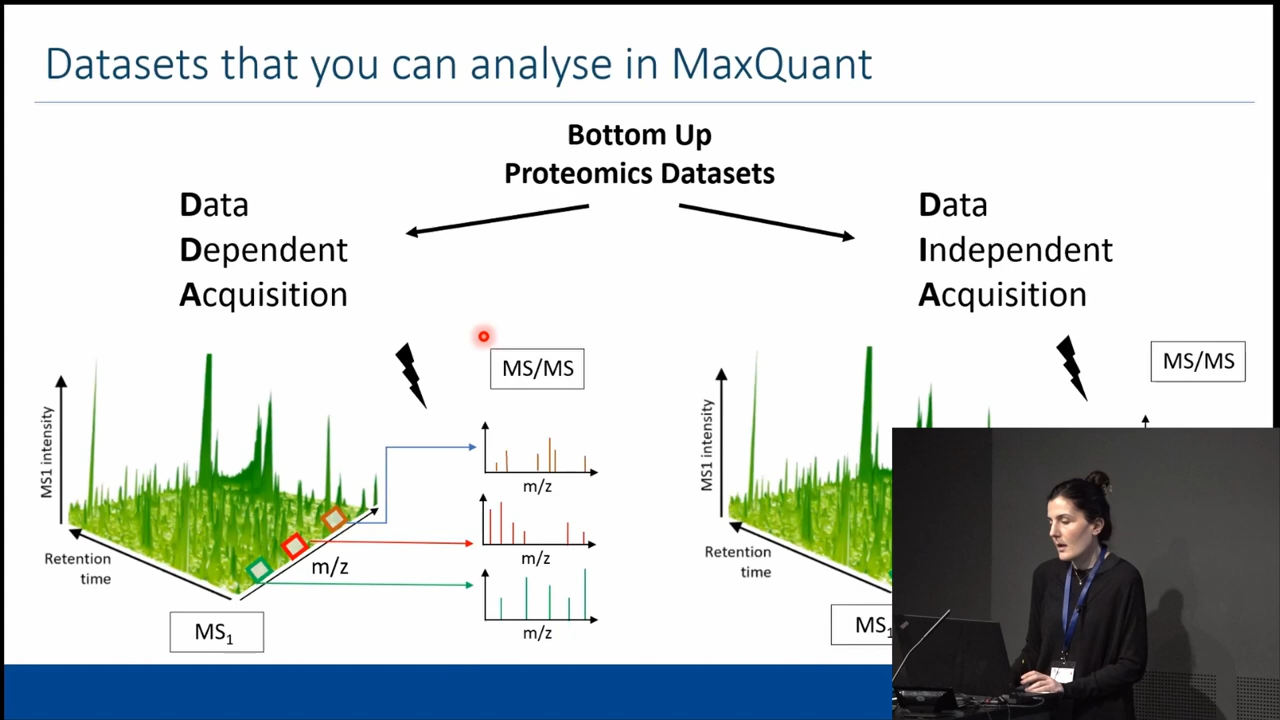 Datasets that you can analyse in MaxQuant
Bottom Up
Proteomics Datasets
Data
Dependent
Acquisition
Data
Independent
Acquisition
MS/MS
MS1 intensity
m/z
m/z
m/z
Retention
time
m/z
MS₁
MS/MS
MS1 intensity
Retention
time
MS₁